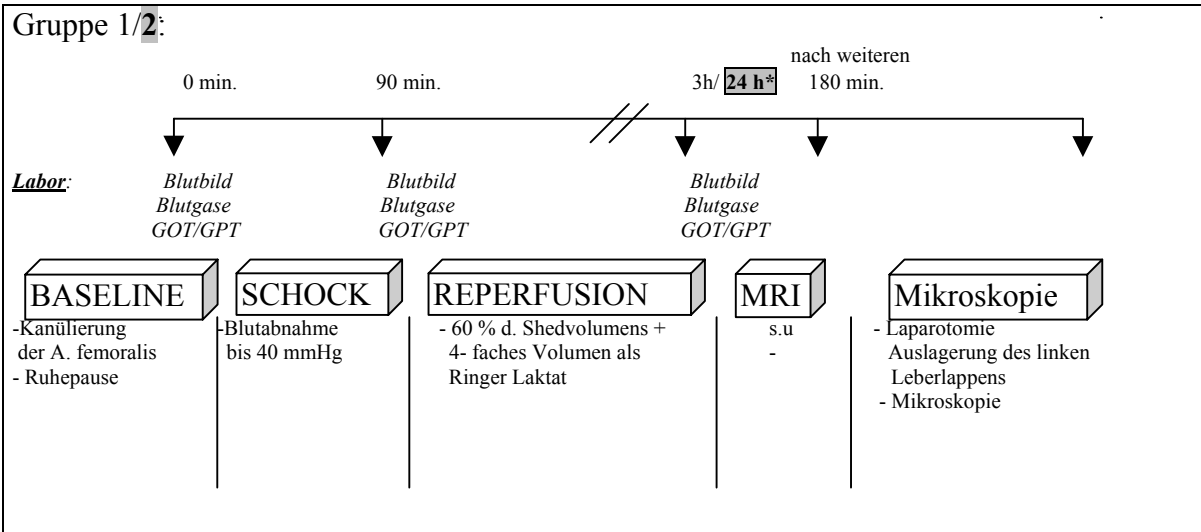 Gruppe 1/2:
nach weiteren
0 min. 90 min. 3h/ 24 h* 180 min.
Labor: Blutbild Blutbild Blutbild
Blutgase Blutgase Blutgase
GOT/GPT GOT/GPT GOT/GPT
BASELINE SCHOCK REPERFUSION MRI Mikroskopie
-Kanülierung -Blutabnahme - 60 % d. Shedvolumens + s.u - Laparotomie
der A. femoralis bis 40 mmHg 4- faches Volumen als - Auslagerung des linken
- Ruhepause Ringer Laktat Leberlappens
- Mikroskopie